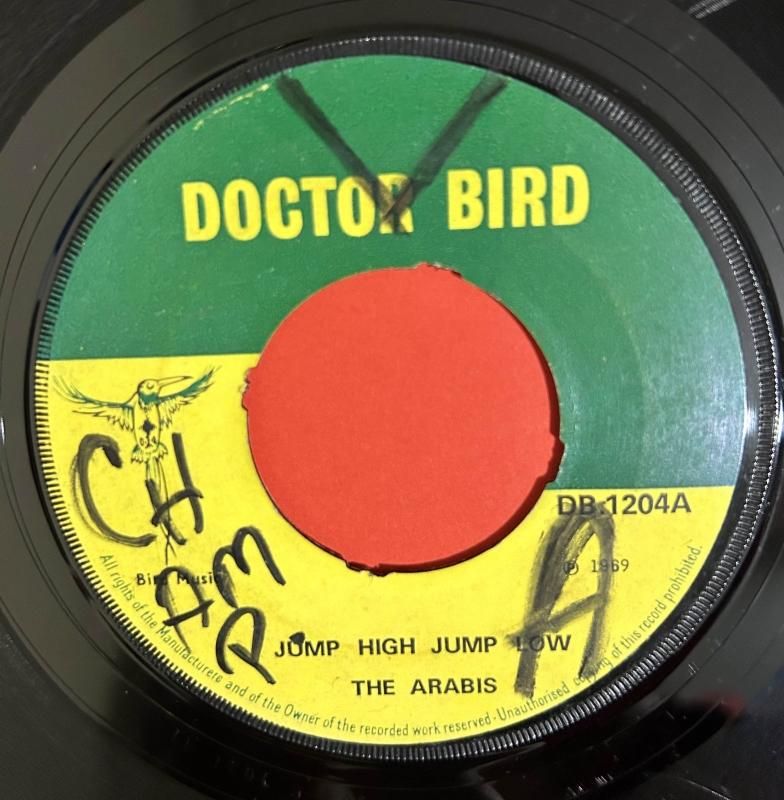 DOCTOR BIRD
DB.1204A
℗ 1969
Bird Music
CH
AM
P
A
JUMP HIGH JUMP LOW
THE ARABIS
All rights of the Manufacturere and of the Owner of the recorded work reserved - Unauthorised copying of this record prohibited.